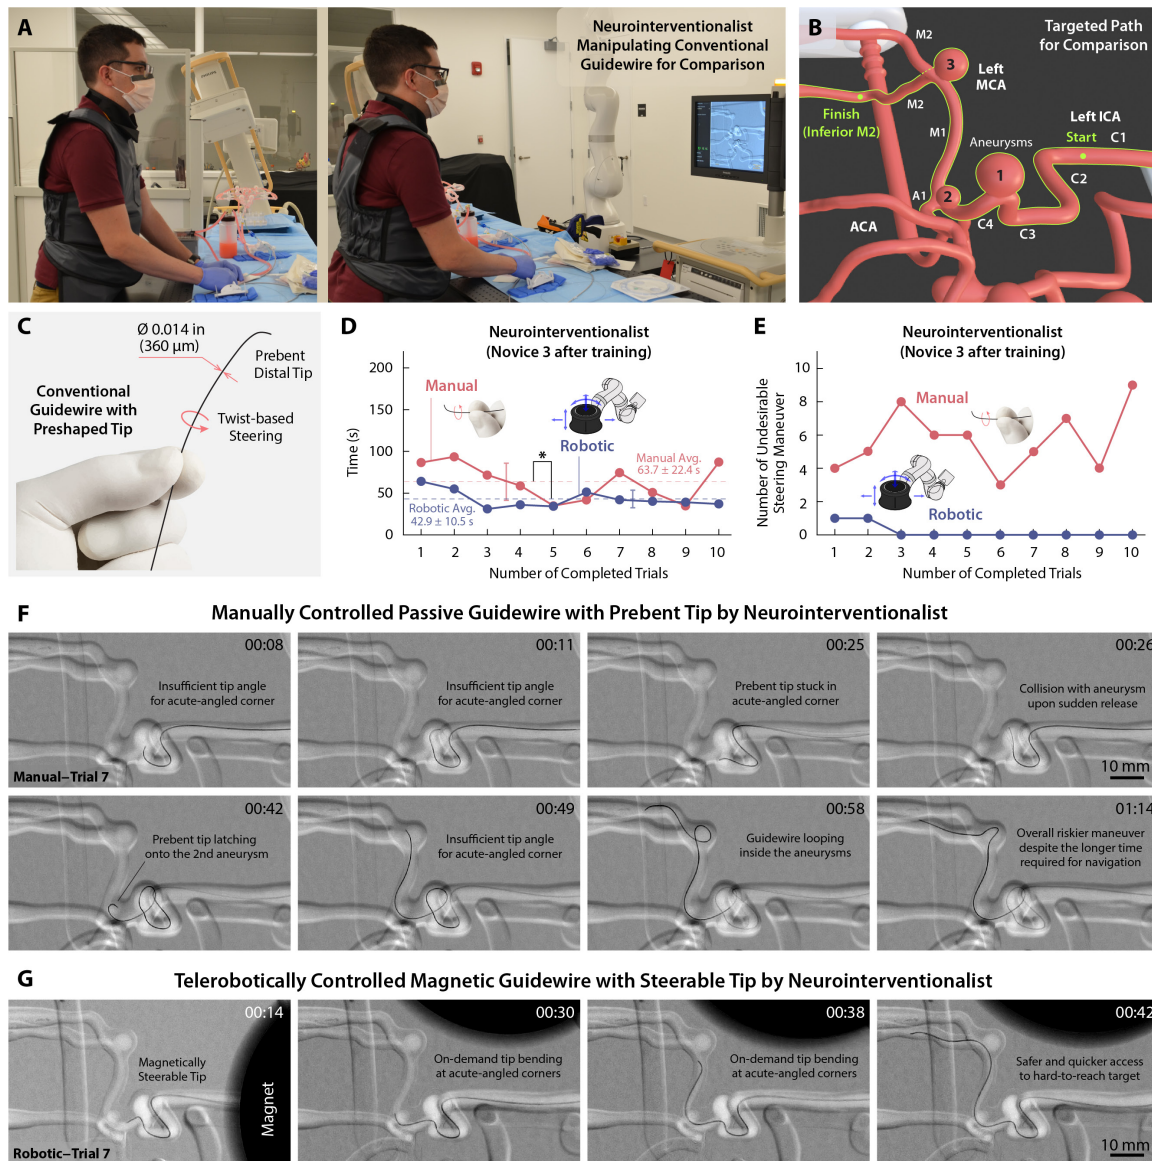 A
Neurointerventionalist
Manipulating Conventional
Guidewire for Comparison
B
Targeted Path
for Comparison
M2
3
Left
MCA
M2
Finish
(Inferior M2)
M1
Left ICA
Start
C1
Aneurysms
1
C2
2
A1
C4
C3
ACA
C
Ø 0.014 in
(360 µm)
Prebent
Distal Tip
Conventional
Guidewire with
Preshaped Tip
Twist-based
Steering
D
Neurointerventionalist
(Novice 3 after training)
200
150
100
50
0
Time (s)
Manual
Robotic
*
Manual Avg.
63.7 ± 22.4 s
Robotic Avg.
42.9 ± 10.5 s
1 2 3 4 5 6 7 8 9 10
Number of Completed Trials
E
Neurointerventionalist
(Novice 3 after training)
10
8
6
4
2
0
Number of Undesirable
Steering Maneuver
Manual
Robotic
1 2 3 4 5 6 7 8 9 10
Number of Completed Trials
F
Manually Controlled Passive Guidewire with Prebent Tip by Neurointerventionalist
00:08
Insufficient tip angle
for acute-angled corner
Manual–Trial 7
00:11
Insufficient tip angle
for acute-angled corner
00:25
Prebent tip stuck in
acute-angled corner
00:26
Collision with aneurysm
upon sudden release
10 mm
00:42
Prebent tip latching
onto the 2nd aneurysm
00:49
Insufficient tip angle
for acute-angled corner
00:58
Guidewire looping
inside the aneurysms
01:14
Overall riskier maneuver
despite the longer time
required for navigation
G
Telerobotically Controlled Magnetic Guidewire with Steerable Tip by Neurointerventionalist
00:14
Magnetically
Steerable Tip
Magnet
Robotic–Trial 7
00:30
On-demand tip bending
at acute-angled corners
00:38
On-demand tip bending
at acute-angled corners
00:42
Safer and quicker access
to hard-to-reach target
10 mm